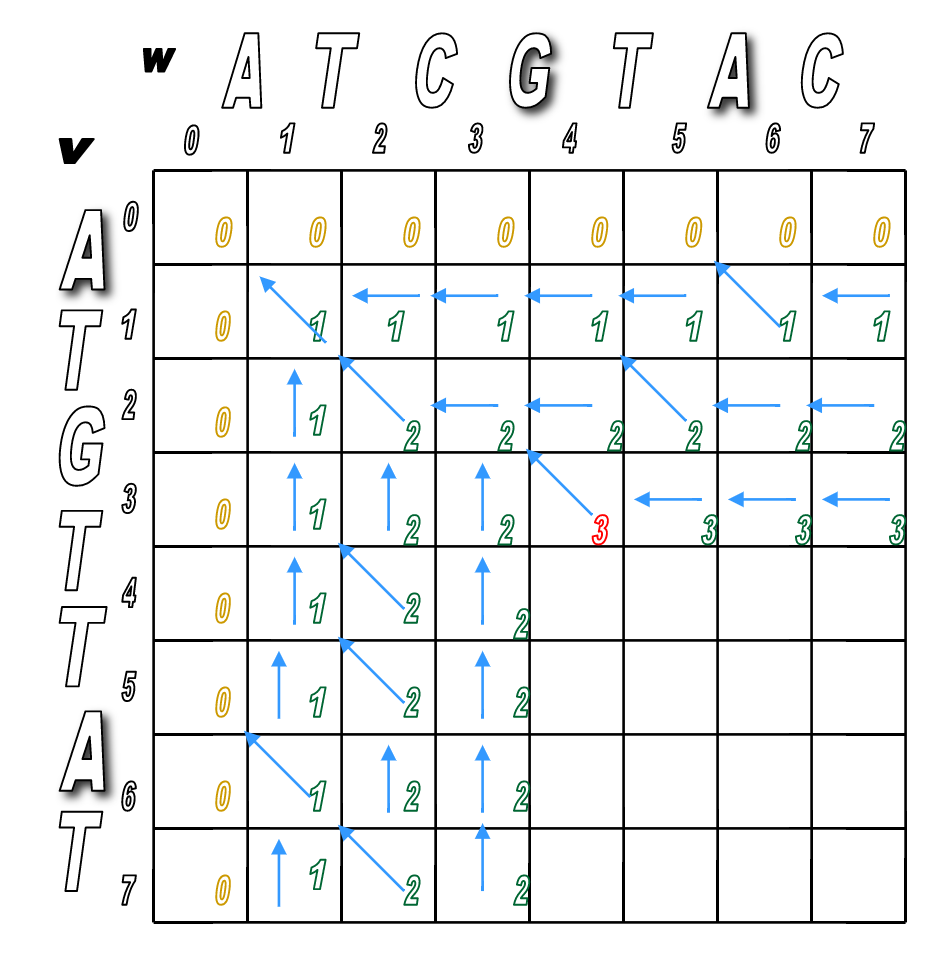 w A T C G T A C
0 1 2 3 4 5 6 7
v
0 0 0 0 0 0 0 0 0
A
1 0 1 1 1 1 1 1 1
T
2 0 1 2 2 2 2 2 2
G
3 0 1 2 2 3 3 3 3
T
4 0 1 2 2
T
5 0 1 2 2
A
6 0 1 2 2
T
7 0 1 2 2